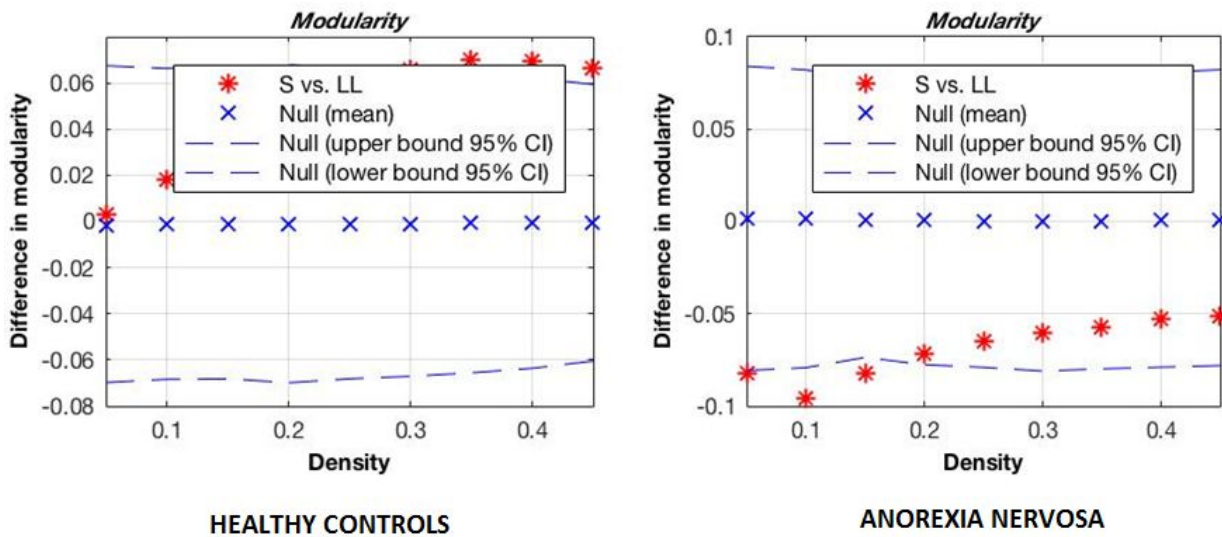 Modularity
0.06
0.04
0.02
0
-0.02
-0.04
-0.06
-0.08
Difference in modularity
S vs. LL
Null (mean)
Null (upper bound 95% CI)
Null (lower bound 95% CI)
0.1 0.2 0.3 0.4
Density
HEALTHY CONTROLS
Modularity
0.1
0.05
0
-0.05
-0.1
Difference in modularity
S vs. LL
Null (mean)
Null (upper bound 95% CI)
Null (lower bound 95% CI)
0.1 0.2 0.3 0.4
Density
ANOREXIA NERVOSA